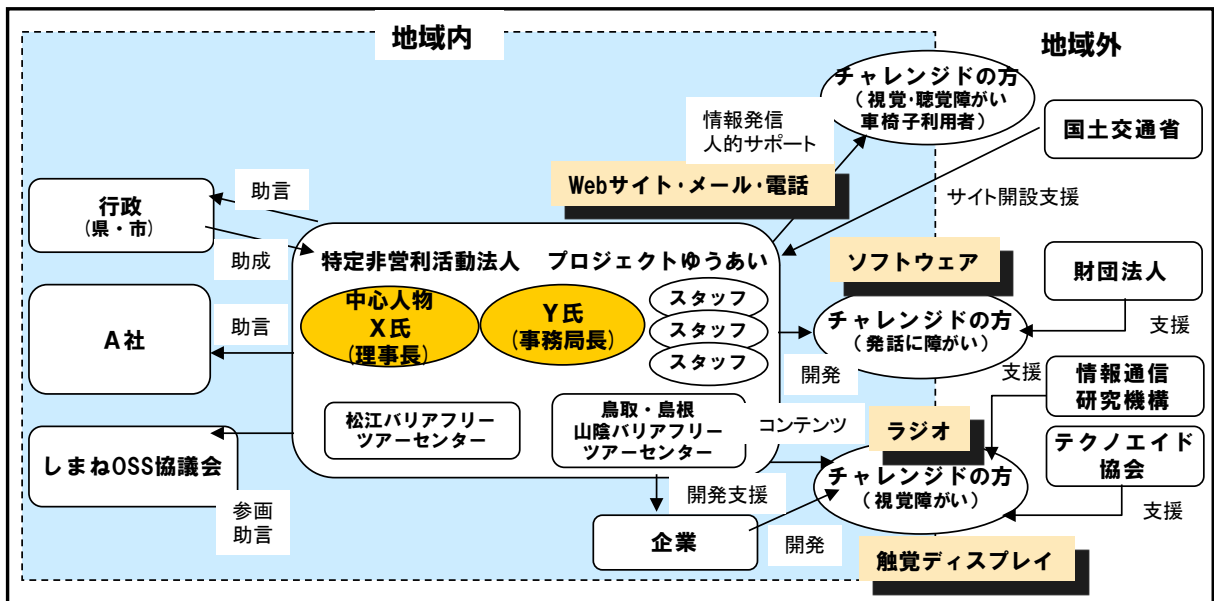 地域内
地域外
チャレンジドの方
(視覚・聴覚障がい
車椅子利用者)
情報発信
人的サポート
国土交通省
Webサイト・メール・電話
サイト開設支援
行政
(県・市)
助言
助成
特定非営利活動法人 プロジェクトゆうあい
中心人物
X氏
(理事長)
Y氏
(事務局長)
スタッフ
スタッフ
スタッフ
ソフトウェア
財団法人
A社
助言
チャレンジドの方
(発話に障がい)
支援
開発
支援
情報通信
研究機構
松江バリアフリー
ツアーセンター
鳥取・島根
山陰バリアフリー
ツアーセンター
コンテンツ
ラジオ
テクノエイド
協会
しまねOSS協議会
チャレンジドの方
(視覚障がい)
参画
助言
開発支援
支援
企業
開発
触覚ディスプレイ